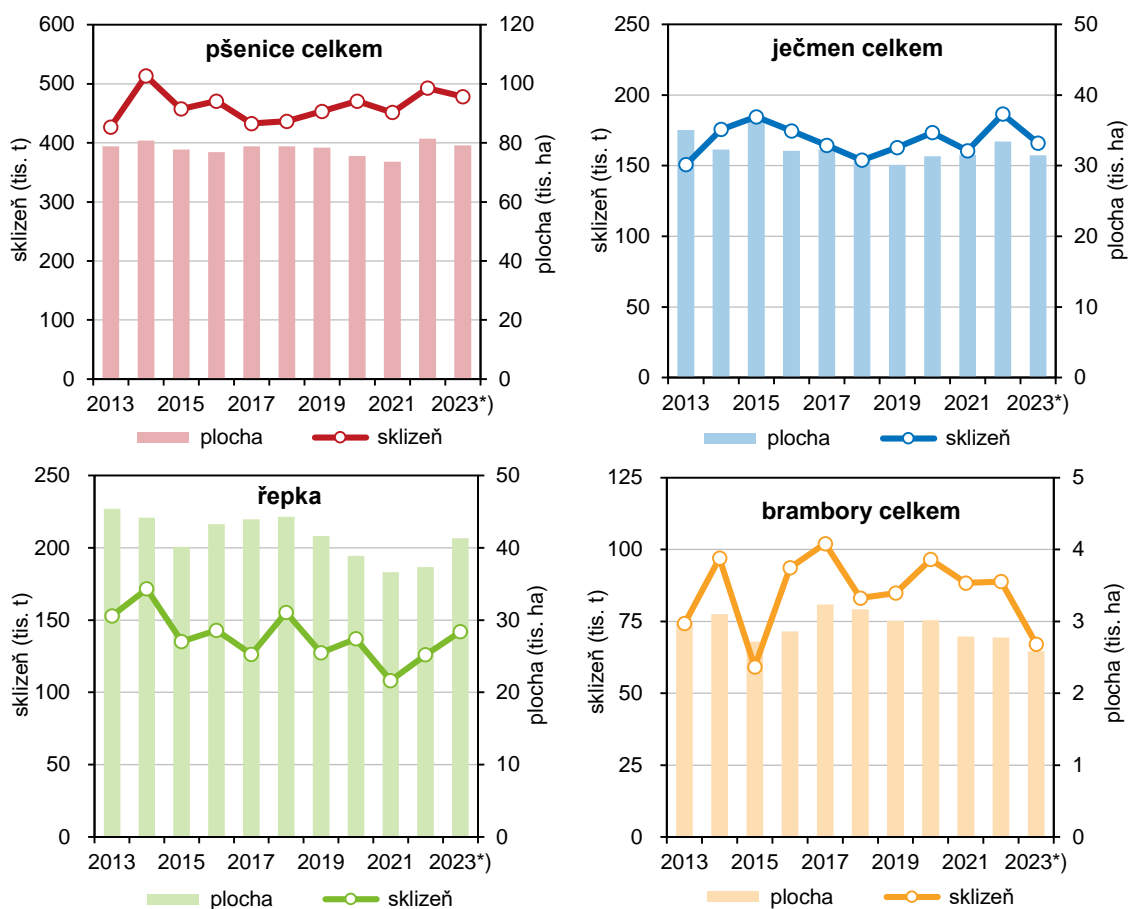 pšenice celkem
sklizeň (tis. t)
600
500
400
300
200
100
0
plocha (tis. ha)
120
100
80
60
40
20
0
2013 2015 2017 2019 2021 2023*)
plocha sklizeň
ječmen celkem
sklizeň (tis. t)
250
200
150
100
50
0
plocha (tis. ha)
50
40
30
20
10
0
2013 2015 2017 2019 2021 2023*)
plocha sklizeň
řepka
sklizeň (tis. t)
250
200
150
100
50
0
plocha (tis. ha)
50
40
30
20
10
0
2013 2015 2017 2019 2021 2023*)
plocha sklizeň
brambory celkem
sklizeň (tis. t)
125
100
75
50
25
0
plocha (tis. ha)
5
4
3
2
1
0
2013 2015 2017 2019 2021 2023*)
plocha sklizeň